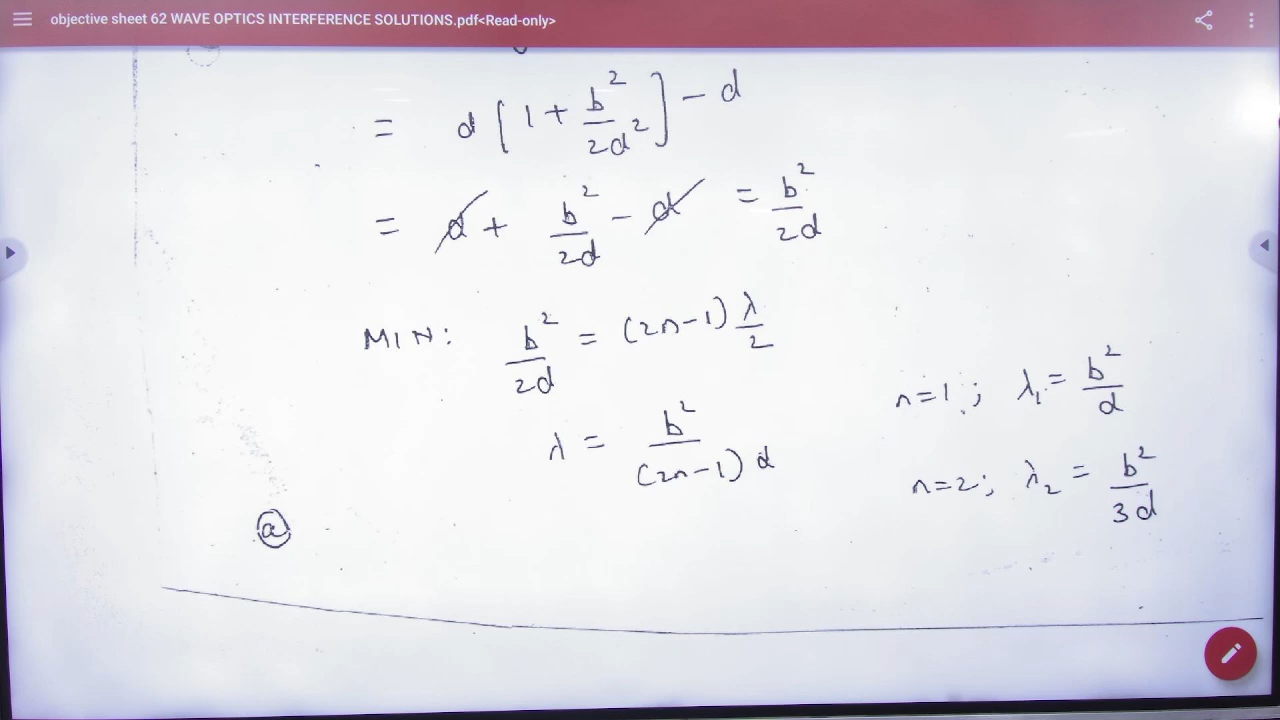 objective sheet 62 WAVE OPTICS INTERFERENCE SOLUTIONS.pdf<Read-only>
= d [1 + b²/2d²] - d
= d + b²/2d - d = b²/2d
MIN: b²/2d = (2n-1) λ/2
λ = b²/(2n-1)d
n=1; λ₁ = b²/d
n=2; λ₂ = b²/3d
ⓐ